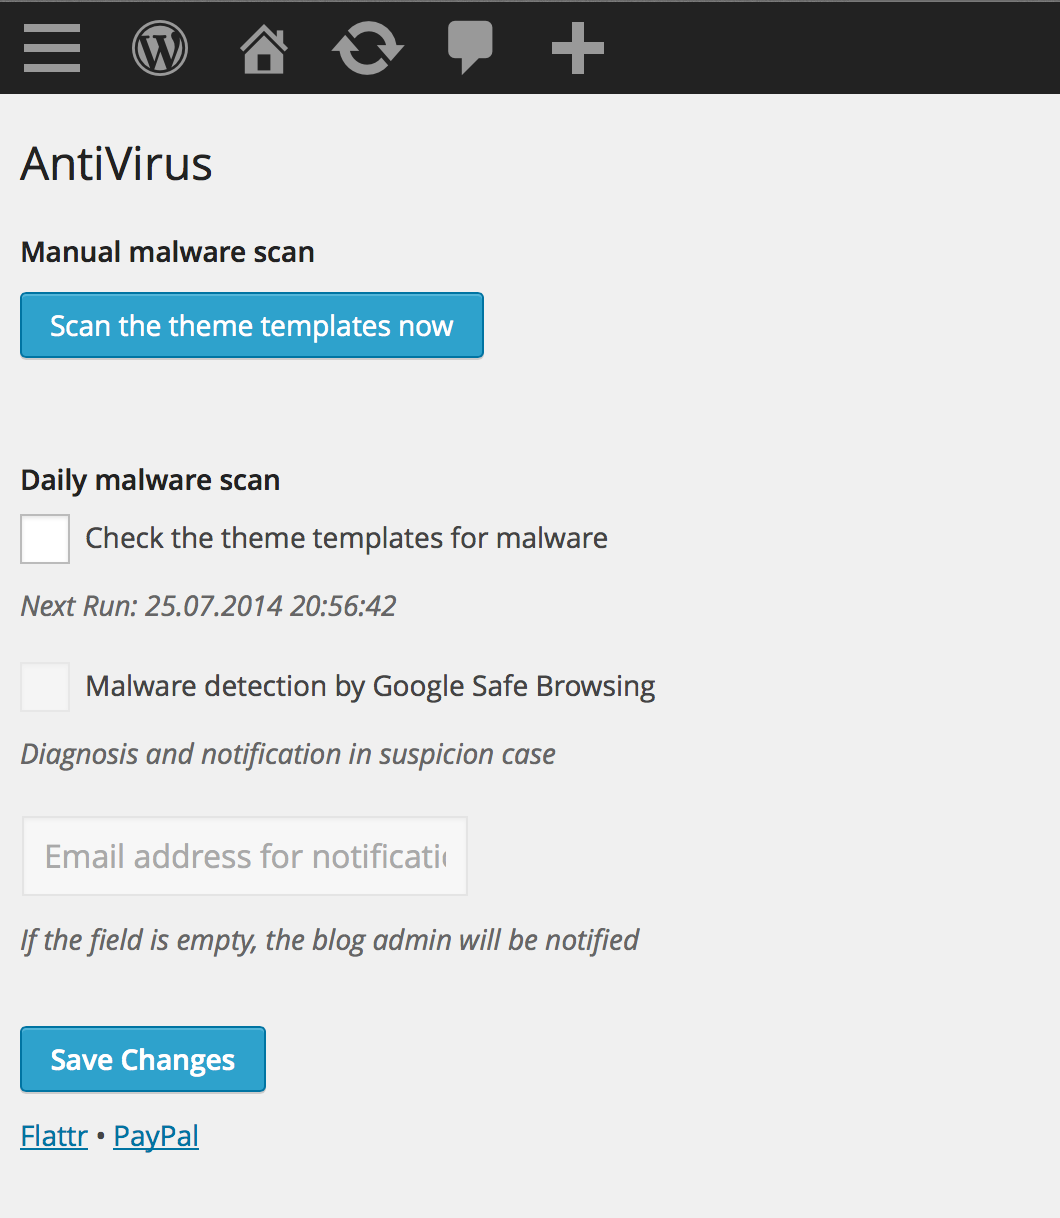 AntiVirus
Manual malware scan
Scan the theme templates now
Daily malware scan
Check the theme templates for malware
Next Run: 25.07.2014 20:56:42
Malware detection by Google Safe Browsing
Diagnosis and notification in suspicion case
Email address for notificati
If the field is empty, the blog admin will be notified
Save Changes
Flattr • PayPal